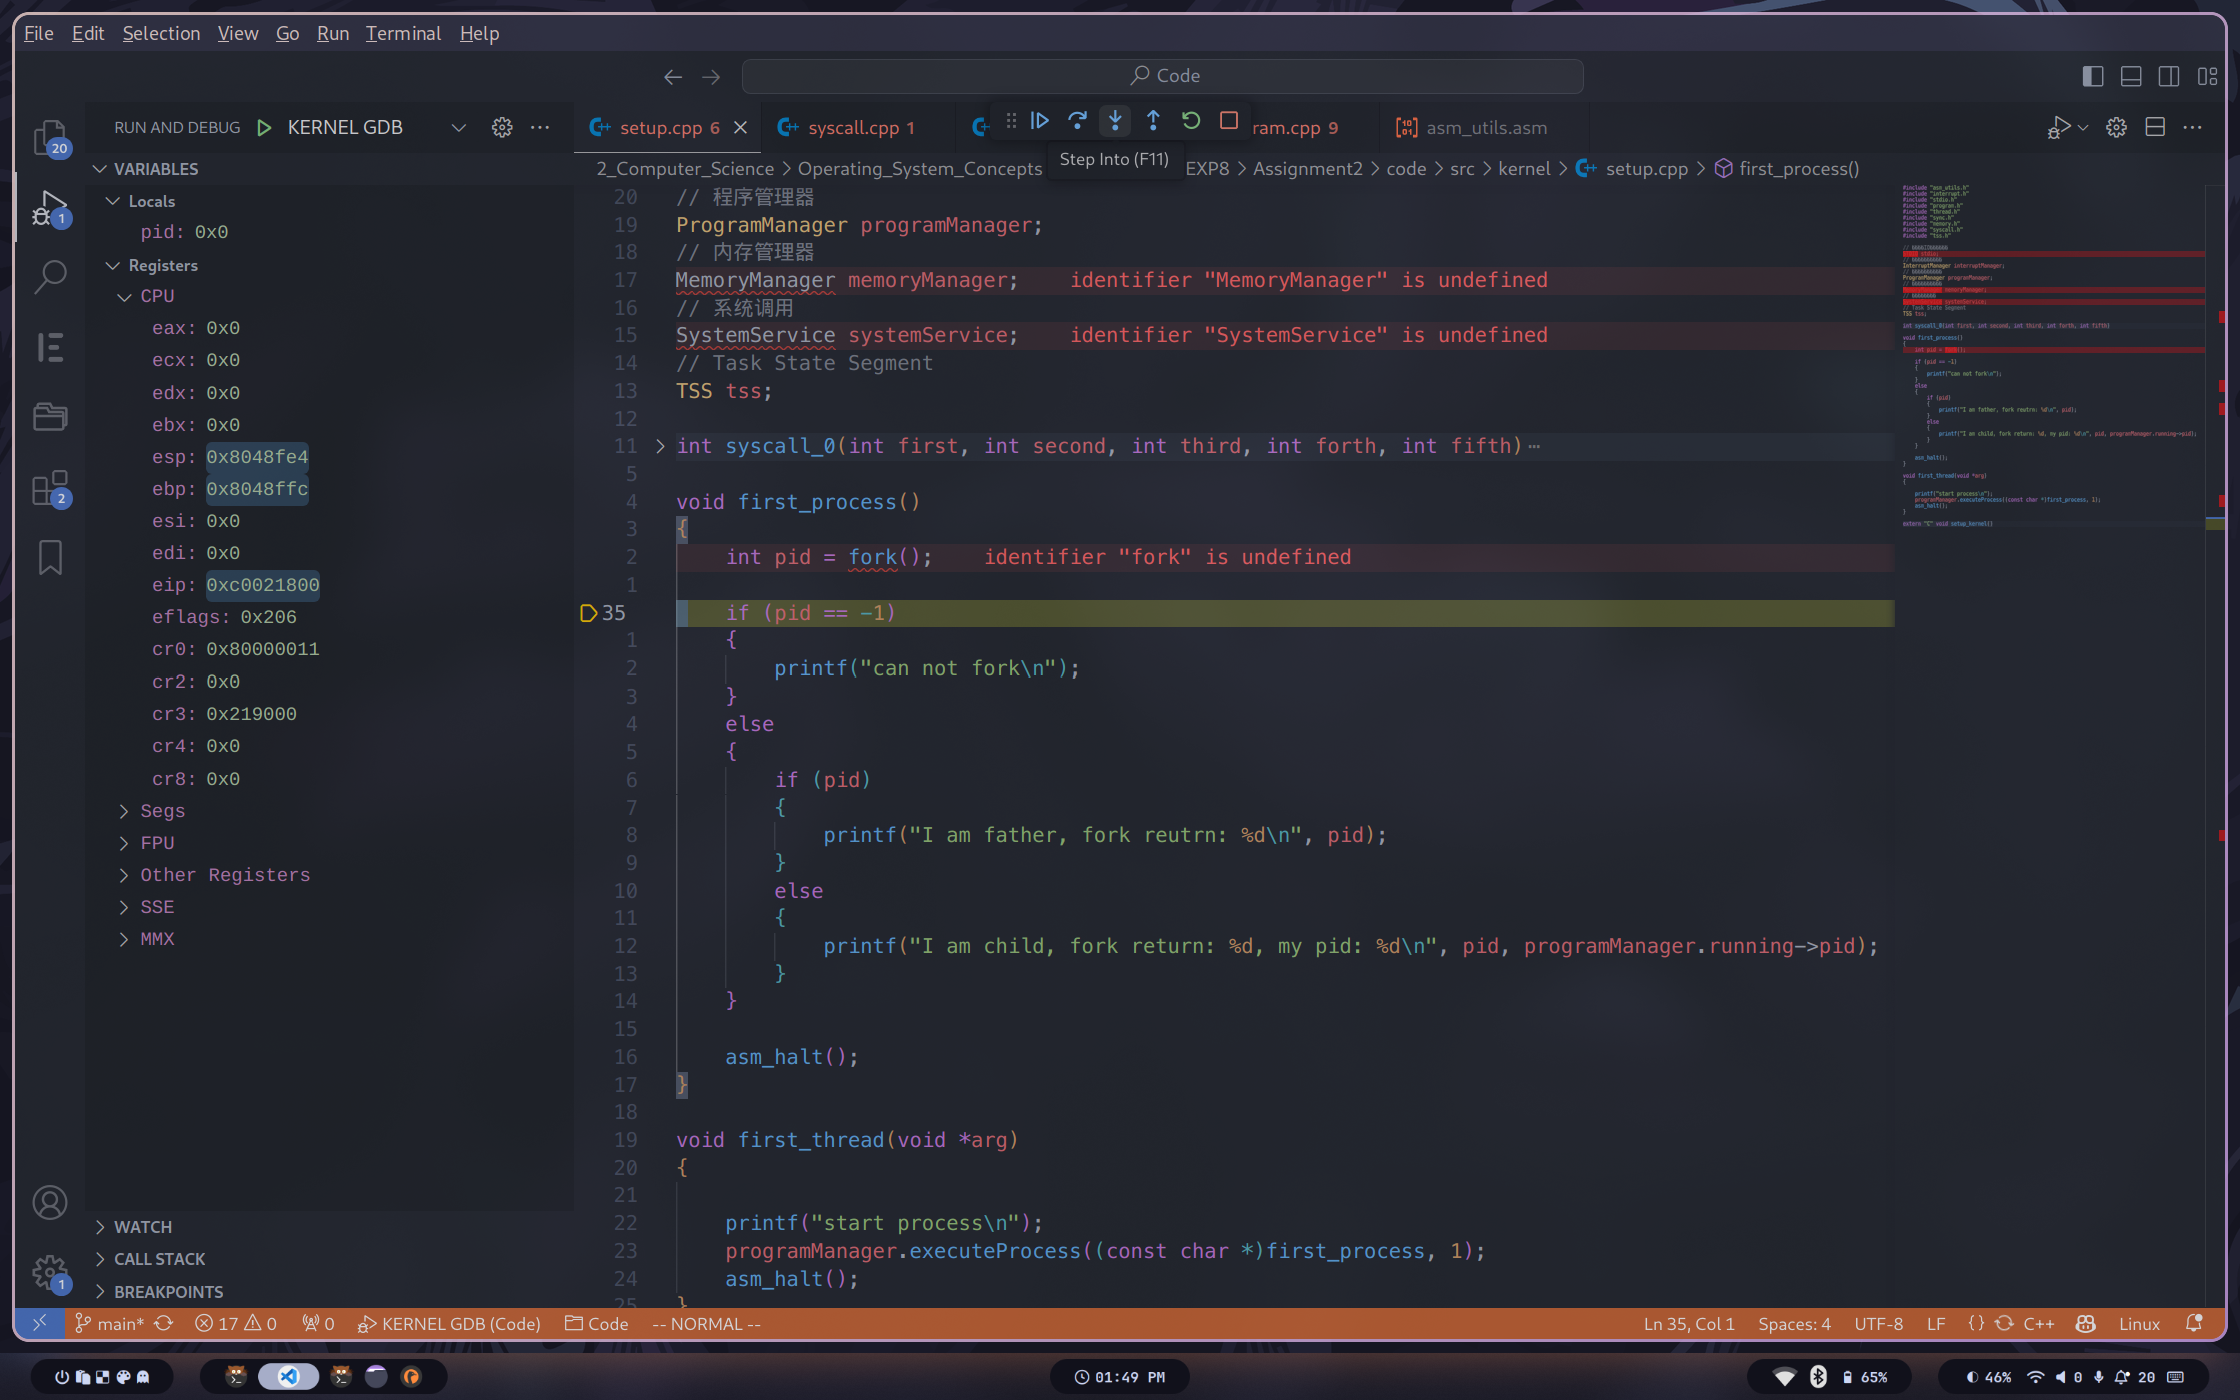 File Edit Selection View Go Run Terminal Help
Code
RUN AND DEBUG KERNEL GDB
setup.cpp 6 syscall.cpp 1 ram.cpp 9 asm_utils.asm
Step Into (F11)
2_Computer_Science > Operating_System_Concepts EXP8 > Assignment2 > code > src > kernel > setup.cpp > first_process()
20
1
2
1
VARIABLES
Locals
pid: 0x0
Registers
CPU
eax: 0x0
ecx: 0x0
edx: 0x0
ebx: 0x0
esp: 0x8048fe4
ebp: 0x8048ffc
esi: 0x0
edi: 0x0
eip: 0xc0021800
eflags: 0x206
cr0: 0x80000011
cr2: 0x0
cr3: 0x219000
cr4: 0x0
cr8: 0x0
Segs
FPU
Other Registers
SSE
MMX
WATCH
CALL STACK
BREAKPOINTS
20 // 程序管理器
19 ProgramManager programManager;
18 // 内存管理器
17 MemoryManager memoryManager; identifier "MemoryManager" is undefined
16 // 系统调用
15 SystemService systemService; identifier "SystemService" is undefined
14 // Task State Segment
13 TSS tss;
12
11 int syscall_0(int first, int second, int third, int forth, int fifth)⋯
5
4 void first_process()
3 {
2 int pid = fork(); identifier "fork" is undefined
1
35 if (pid == -1)
1 {
2 printf("can not fork\n");
3 }
4 else
5 {
6 if (pid)
7 {
8 printf("I am father, fork reutrn: %d\n", pid);
9 }
10 else
11 {
12 printf("I am child, fork return: %d, my pid: %d\n", pid, programManager.running->pid);
13 }
14 }
15
16 asm_halt();
17 }
18
19 void first_thread(void *arg)
20 {
21
22 printf("start process\n");
23 programManager.executeProcess((const char *)first_process, 1);
24 asm_halt();
25 }
main* 17 0 0 KERNEL GDB (Code) Code -- NORMAL -- Ln 35, Col 1 Spaces: 4 UTF-8 LF {} C++ Linux
01:49 PM 65% 46% 0 20